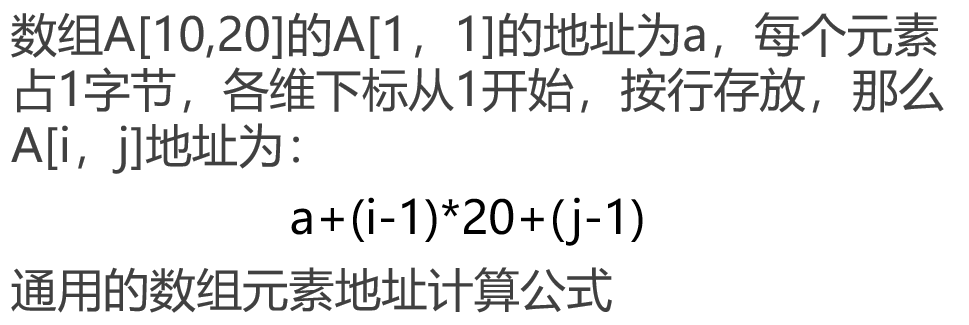 数组A[10,20]的A[1，1]的地址为a，每个元素
占1字节，各维下标从1开始，按行存放，那么
A[i，j]地址为：
a+(i-1)*20+(j-1)
通用的数组元素地址计算公式